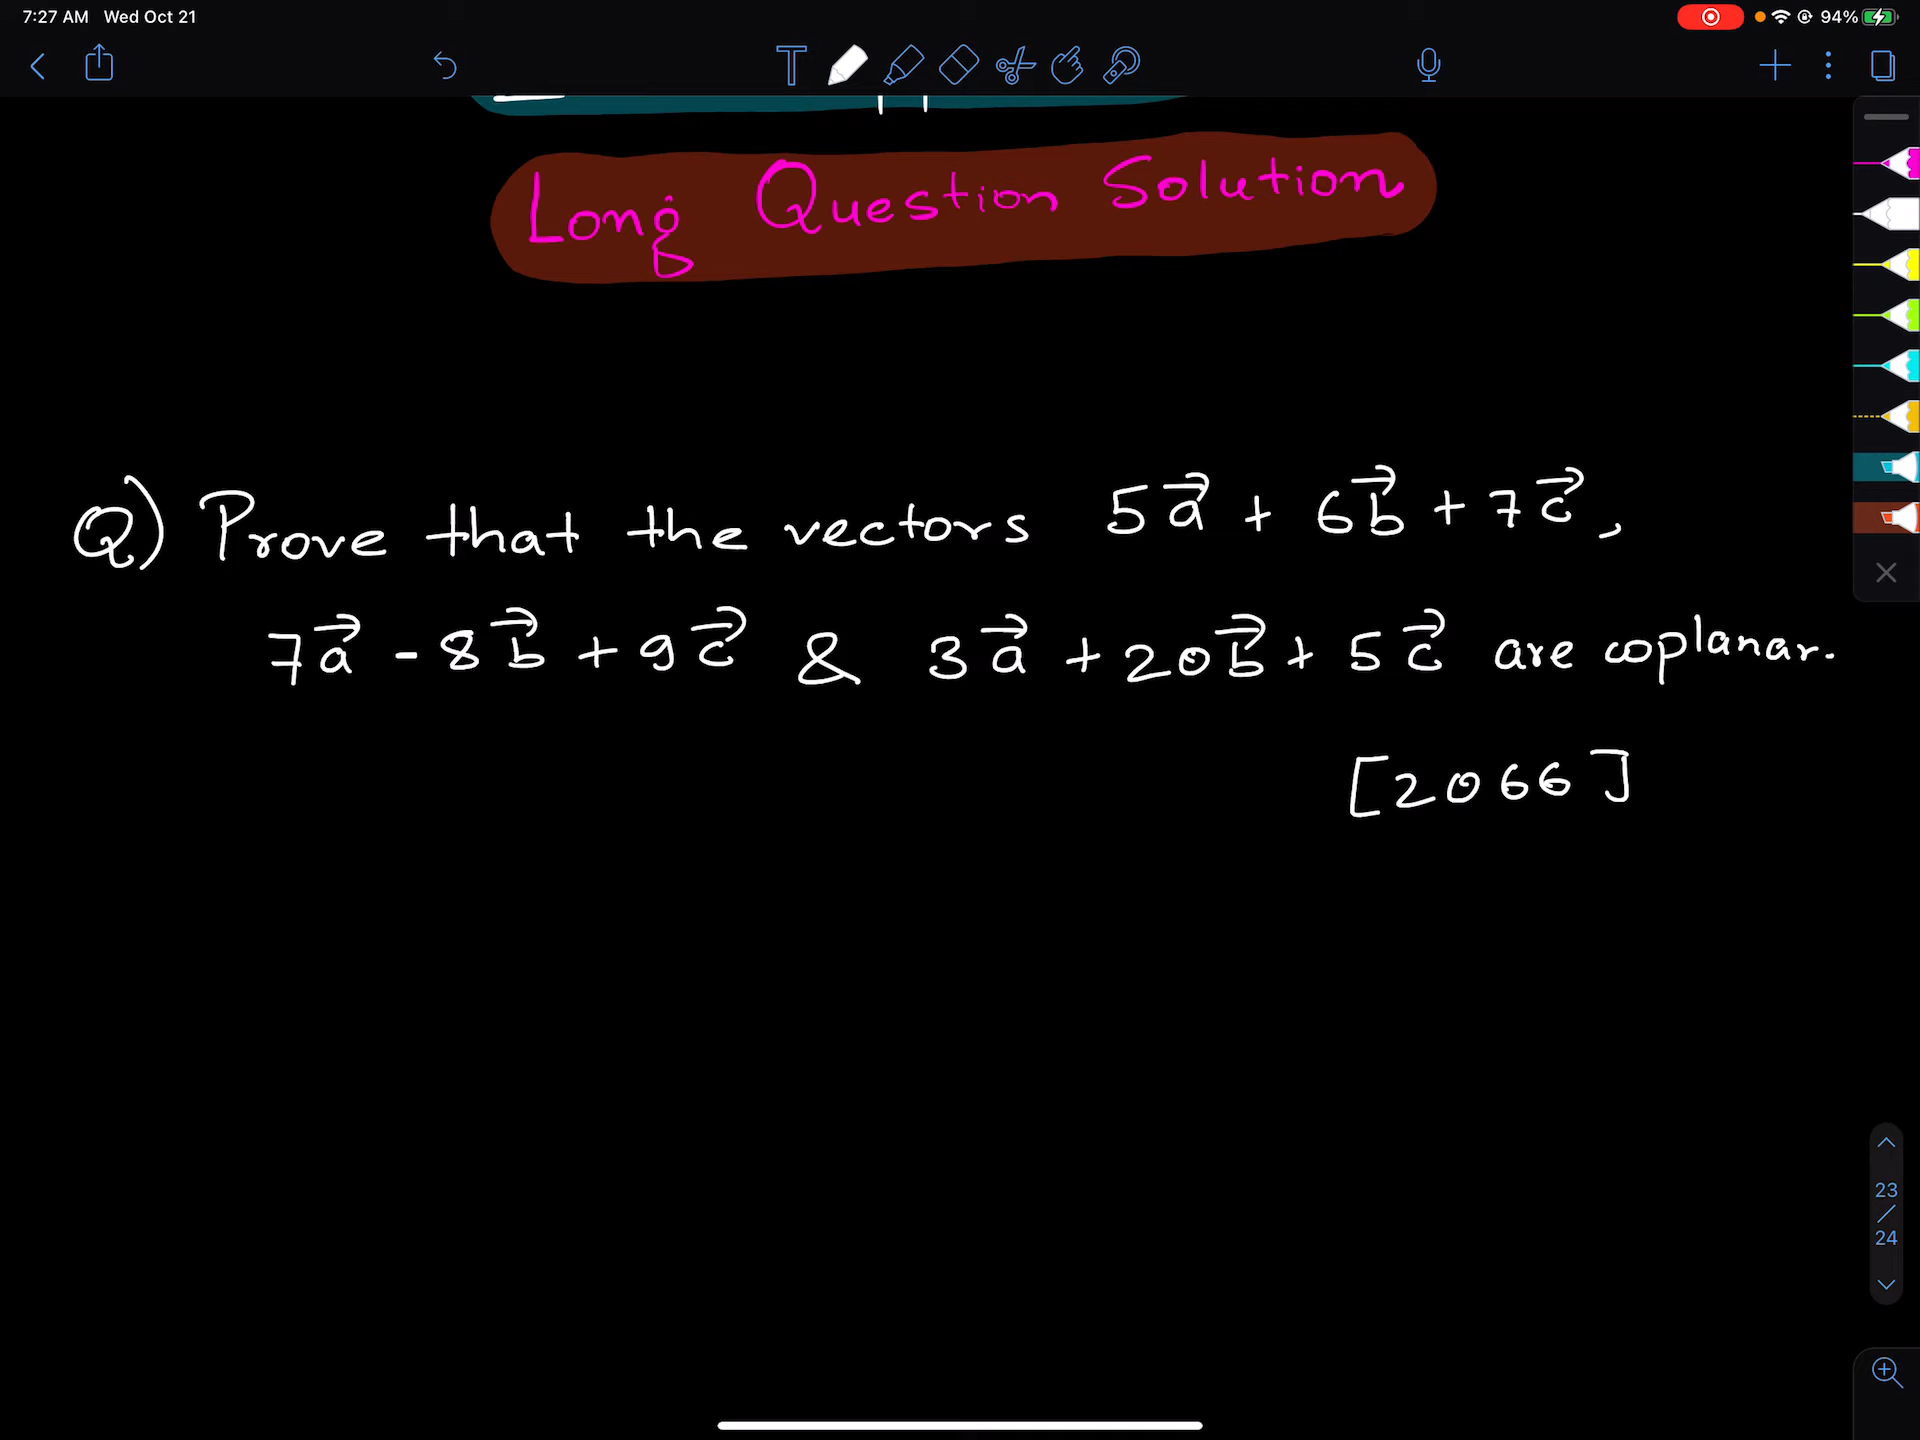 7:27 AM Wed Oct 21
94%
Long Question Solution
Q) Prove that the vectors 5a⃗ + 6b⃗ + 7c⃗,
7a⃗ - 8b⃗ + 9c⃗ & 3a⃗ + 20b⃗ + 5c⃗ are coplanar.
[2066]
23
/
24